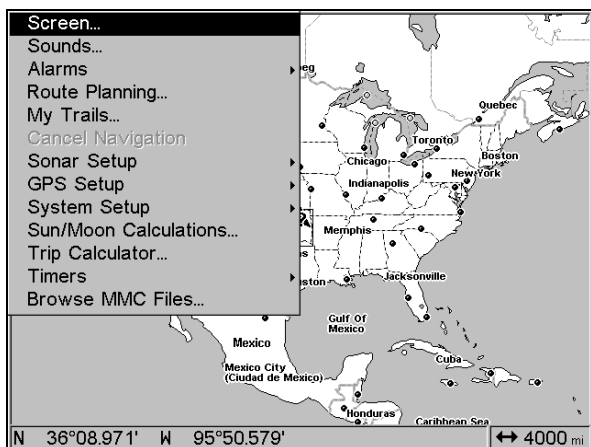 Screen...
Sounds...
Alarms
Route Planning...
My Trails...
Cancel Navigation
Sonar Setup
GPS Setup
System Setup
Sun/Moon Calculations...
Trip Calculator...
Timers
Browse MMC Files...
eg
Quebec
Toronto
Boston
Chicago
New York
Indianapolis
Memphis
s
ston
Jacksonville
Gulf Of
Mexico
Mexico
Mexico City
(Ciudad de Mexico)
Cuba
Honduras
Caribbean Sea
N 36°08.971' W 95°50.579'
↔ 4000 mi